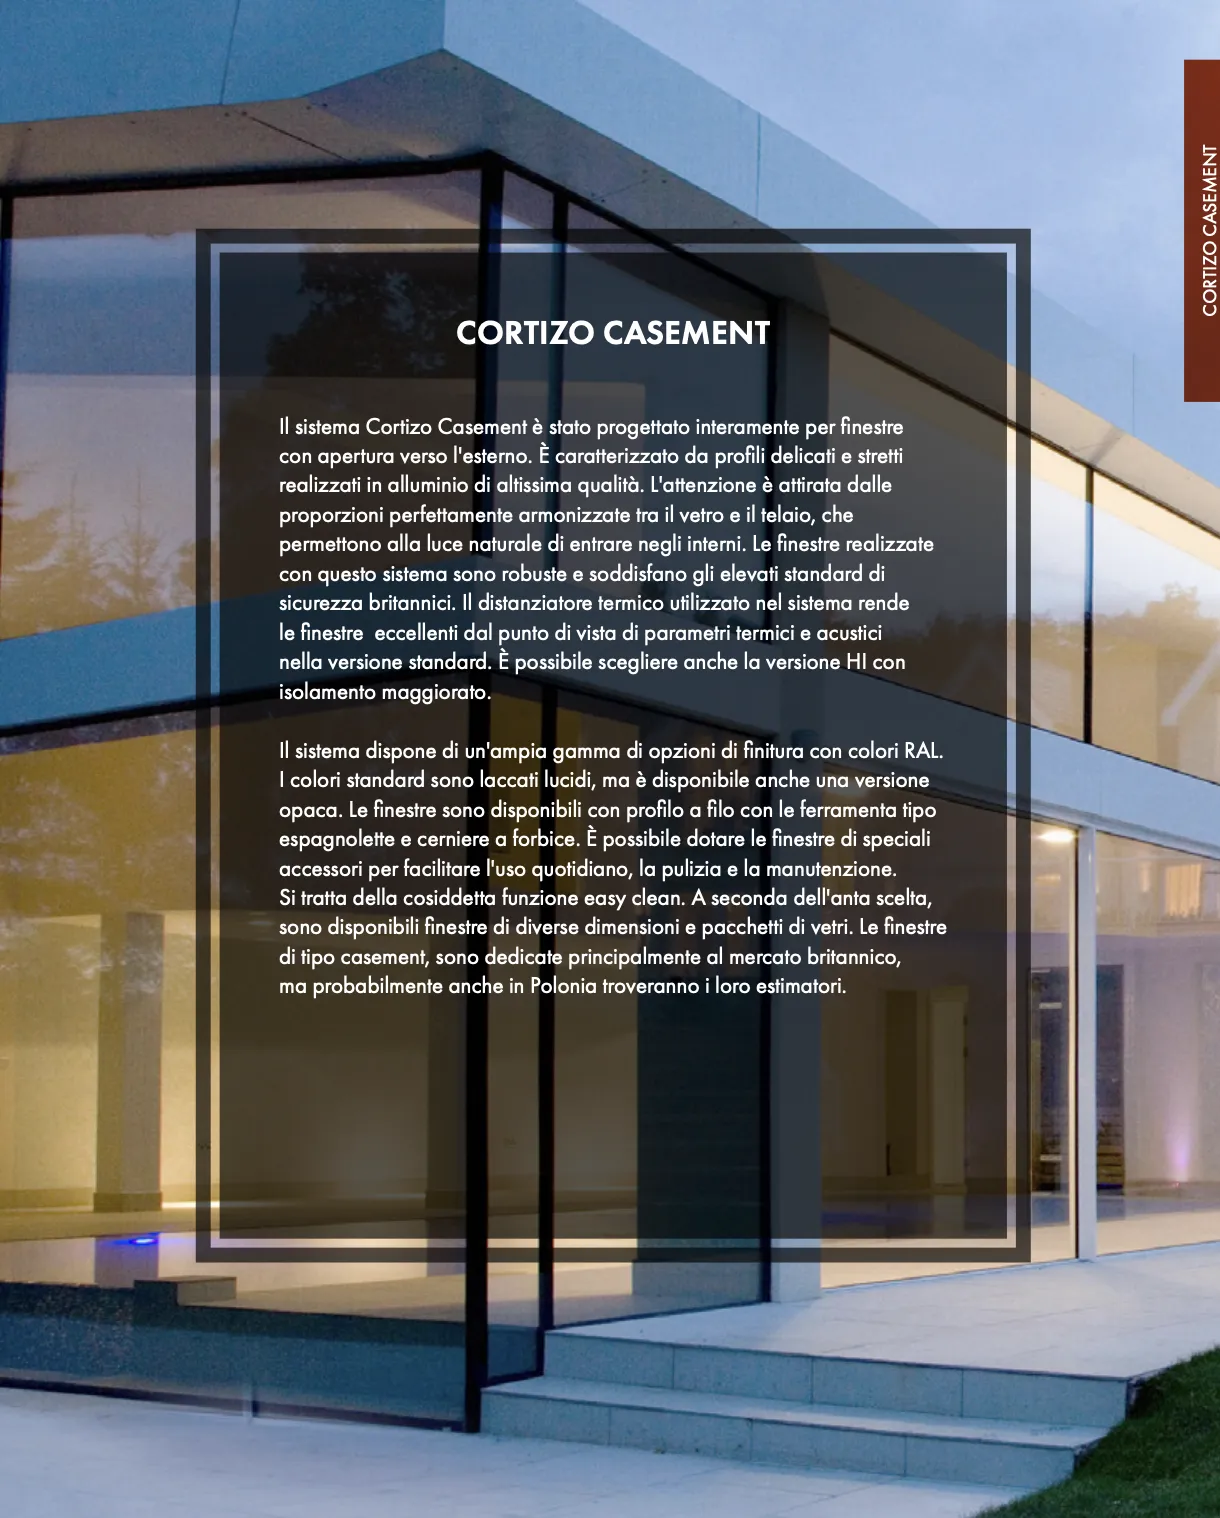 CORTIZO CASEMENT
CORTIZO CASEMENT
Il sistema Cortizo Casement è stato progettato interamente per finestre
con apertura verso l'esterno. È caratterizzato da profili delicati e stretti
realizzati in alluminio di altissima qualità. L'attenzione è attirata dalle
proporzioni perfettamente armonizzate tra il vetro e il telaio, che
permettono alla luce naturale di entrare negli interni. Le finestre realizzate
con questo sistema sono robuste e soddisfano gli elevati standard di
sicurezza britannici. Il distanziatore termico utilizzato nel sistema rende
le finestre  eccellenti dal punto di vista di parametri termici e acustici
nella versione standard. È possibile scegliere anche la versione HI con
isolamento maggiorato.
Il sistema dispone di un'ampia gamma di opzioni di finitura con colori RAL.
I colori standard sono laccati lucidi, ma è disponibile anche una versione
opaca. Le finestre sono disponibili con profilo a filo con le ferramenta tipo
espagnolette e cerniere a forbice. È possibile dotare le finestre di speciali
accessori per facilitare l'uso quotidiano, la pulizia e la manutenzione.
Si tratta della cosiddetta funzione easy clean. A seconda dell'anta scelta,
sono disponibili finestre di diverse dimensioni e pacchetti di vetri. Le finestre
di tipo casement, sono dedicate principalmente al mercato britannico,
ma probabilmente anche in Polonia troveranno i loro estimatori.